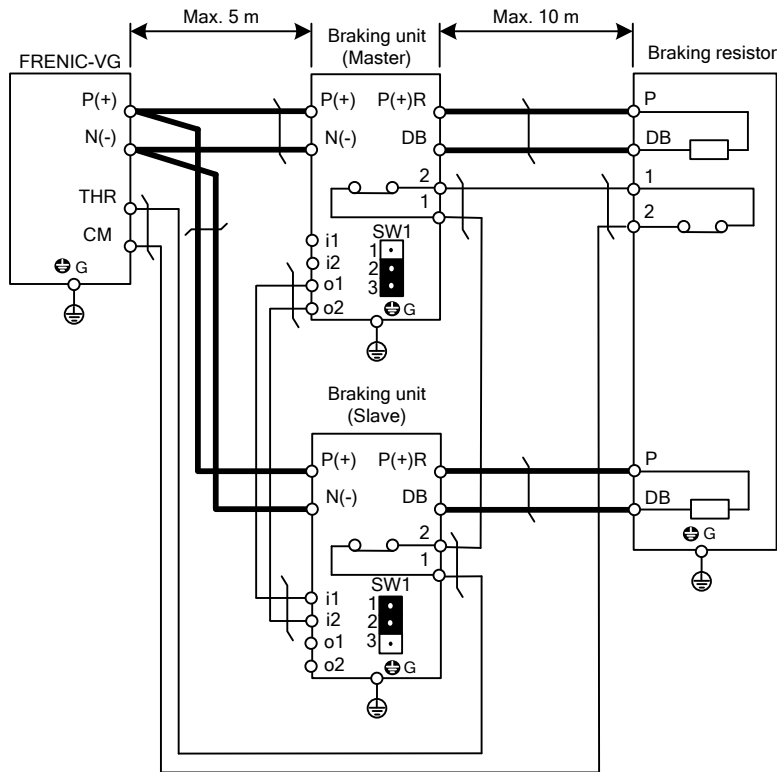 Max. 5 m
Max. 10 m
Braking unit
(Master)
Braking resistor
FRENIC-VG
P(+)
N(-)
THR
CM
G
P(+)
P(+)R
N(-)
DB
2
1
i1
i2
o1
o2
SW1
1
2
3
G
P
DB
1
2
Braking unit
(Slave)
P(+)
P(+)R
N(-)
DB
2
1
i1
i2
o1
o2
SW1
1
2
3
G
P
DB
G